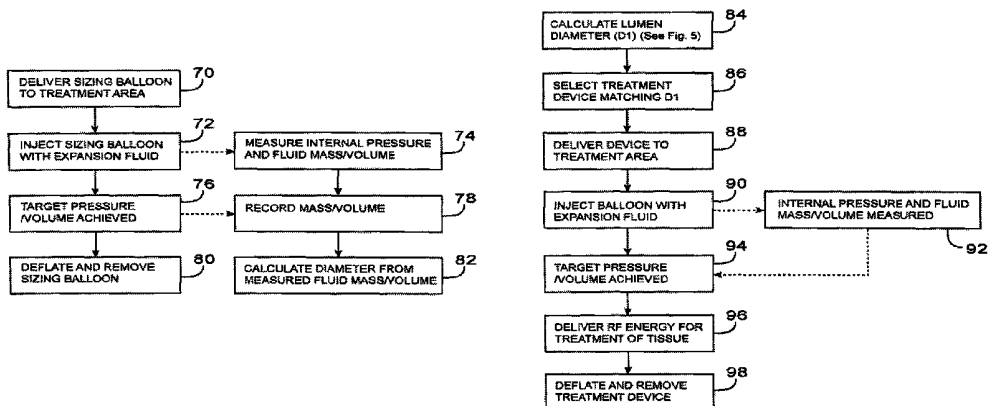 70
DELIVER SIZING BALLOON
TO TREATMENT AREA
72
INJECT SIZING BALLOON
WITH EXPANSION FLUID
74
MEASURE INTERNAL PRESSURE
AND FLUID MASS/VOLUME
76
TARGET PRESSURE
/VOLUME ACHIEVED
78
RECORD MASS/VOLUME
80
DEFLATE AND REMOVE
SIZING BALLOON
82
CALCULATE DIAMETER FROM
MEASURED FLUID MASS/VOLUME
84
CALCULATE LUMEN
DIAMETER (D1) (See Fig. 5)
86
SELECT TREATMENT
DEVICE MATCHING D1
88
DELIVER DEVICE TO
TREATMENT AREA
90
INJECT BALLOON WITH
EXPANSION FLUID
INTERNAL PRESSURE AND FLUID
MASS/VOLUME MEASURED
92
94
TARGET PRESSURE
/VOLUME ACHIEVED
96
DELIVER RF ENERGY FOR
TREATMENT OF TISSUE
98
DEFLATE AND REMOVE
TREATMENT DEVICE